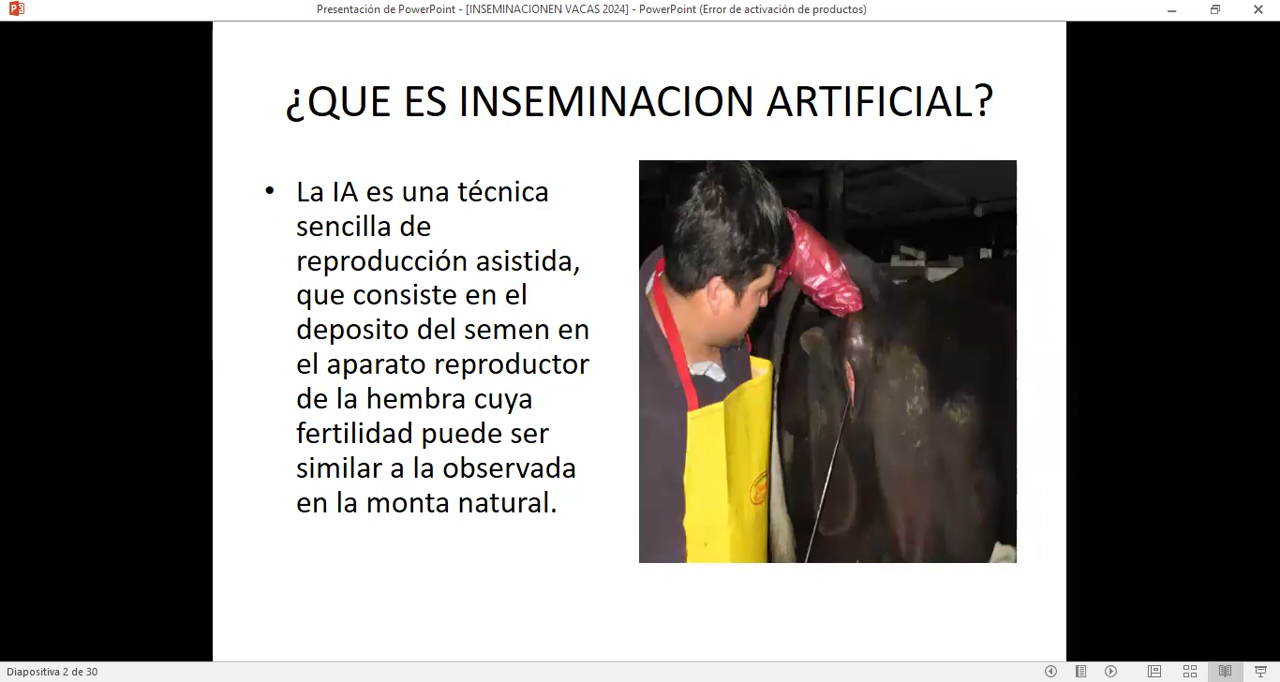 Presentación de PowerPoint - [INSEMINACIONEN VACAS 2024] - PowerPoint (Error de activación de productos)
¿QUE ES INSEMINACION ARTIFICIAL?
• La IA es una técnica
sencilla de
reproducción asistida,
que consiste en el
deposito del semen en
el aparato reproductor
de la hembra cuya
fertilidad puede ser
similar a la observada
en la monta natural.
Diapositiva 2 de 30